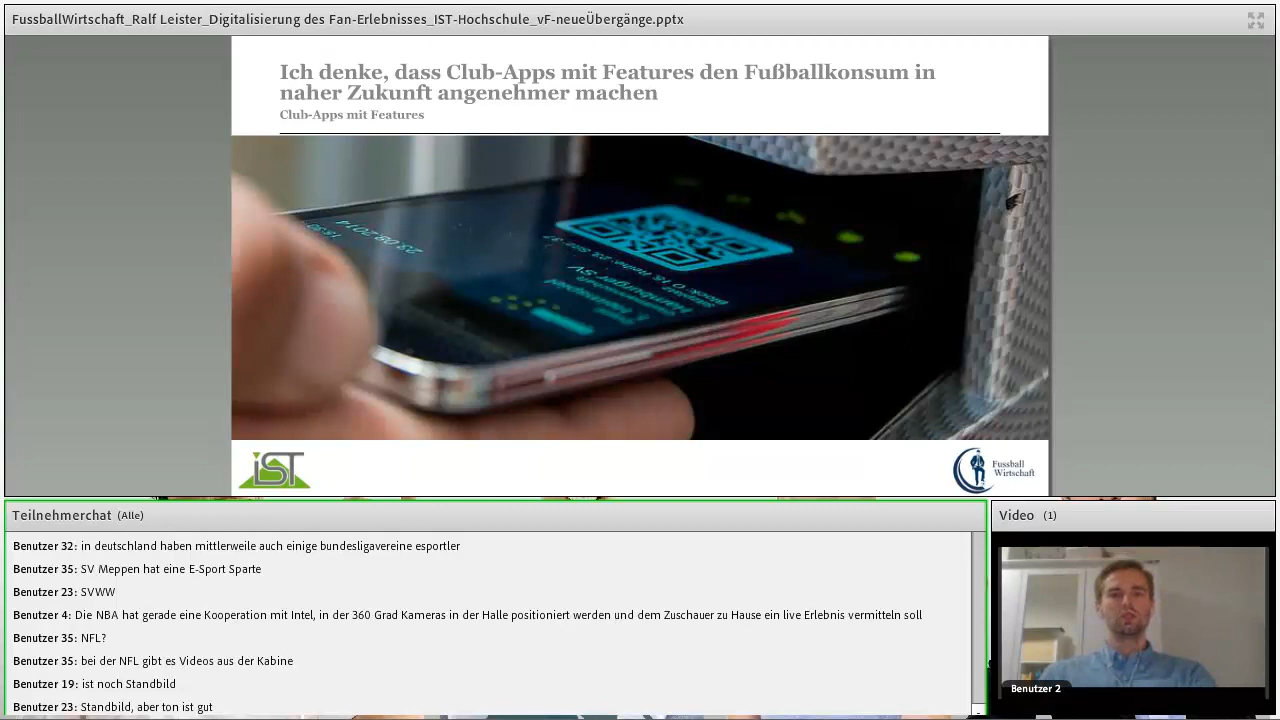 FussballWirtschaft_Ralf Leister_Digitalisierung des Fan-Erlebnisses_IST-Hochschule_vF-neueÜbergänge.pptx
Ich denke, dass Club-Apps mit Features den Fußballkonsum in
naher Zukunft angenehmer machen
Club-Apps mit Features
23.08.2014
Hamburger SV
iST
Fussball
Wirtschaft
Teilnehmerchat (Alle)
Benutzer 32: in deutschland haben mittlerweile auch einige bundesligavereine esportler
Benutzer 35: SV Meppen hat eine E-Sport Sparte
Benutzer 23: SVWW
Benutzer 4: Die NBA hat gerade eine Kooperation mit Intel, in der 360 Grad Kameras in der Halle positioniert werden und dem Zuschauer zu Hause ein live Erlebnis vermitteln soll
Benutzer 35: NFL?
Benutzer 35: bei der NFL gibt es Videos aus der Kabine
Benutzer 19: ist noch Standbild
Benutzer 23: Standbild, aber ton ist gut
Video (1)
Benutzer 2